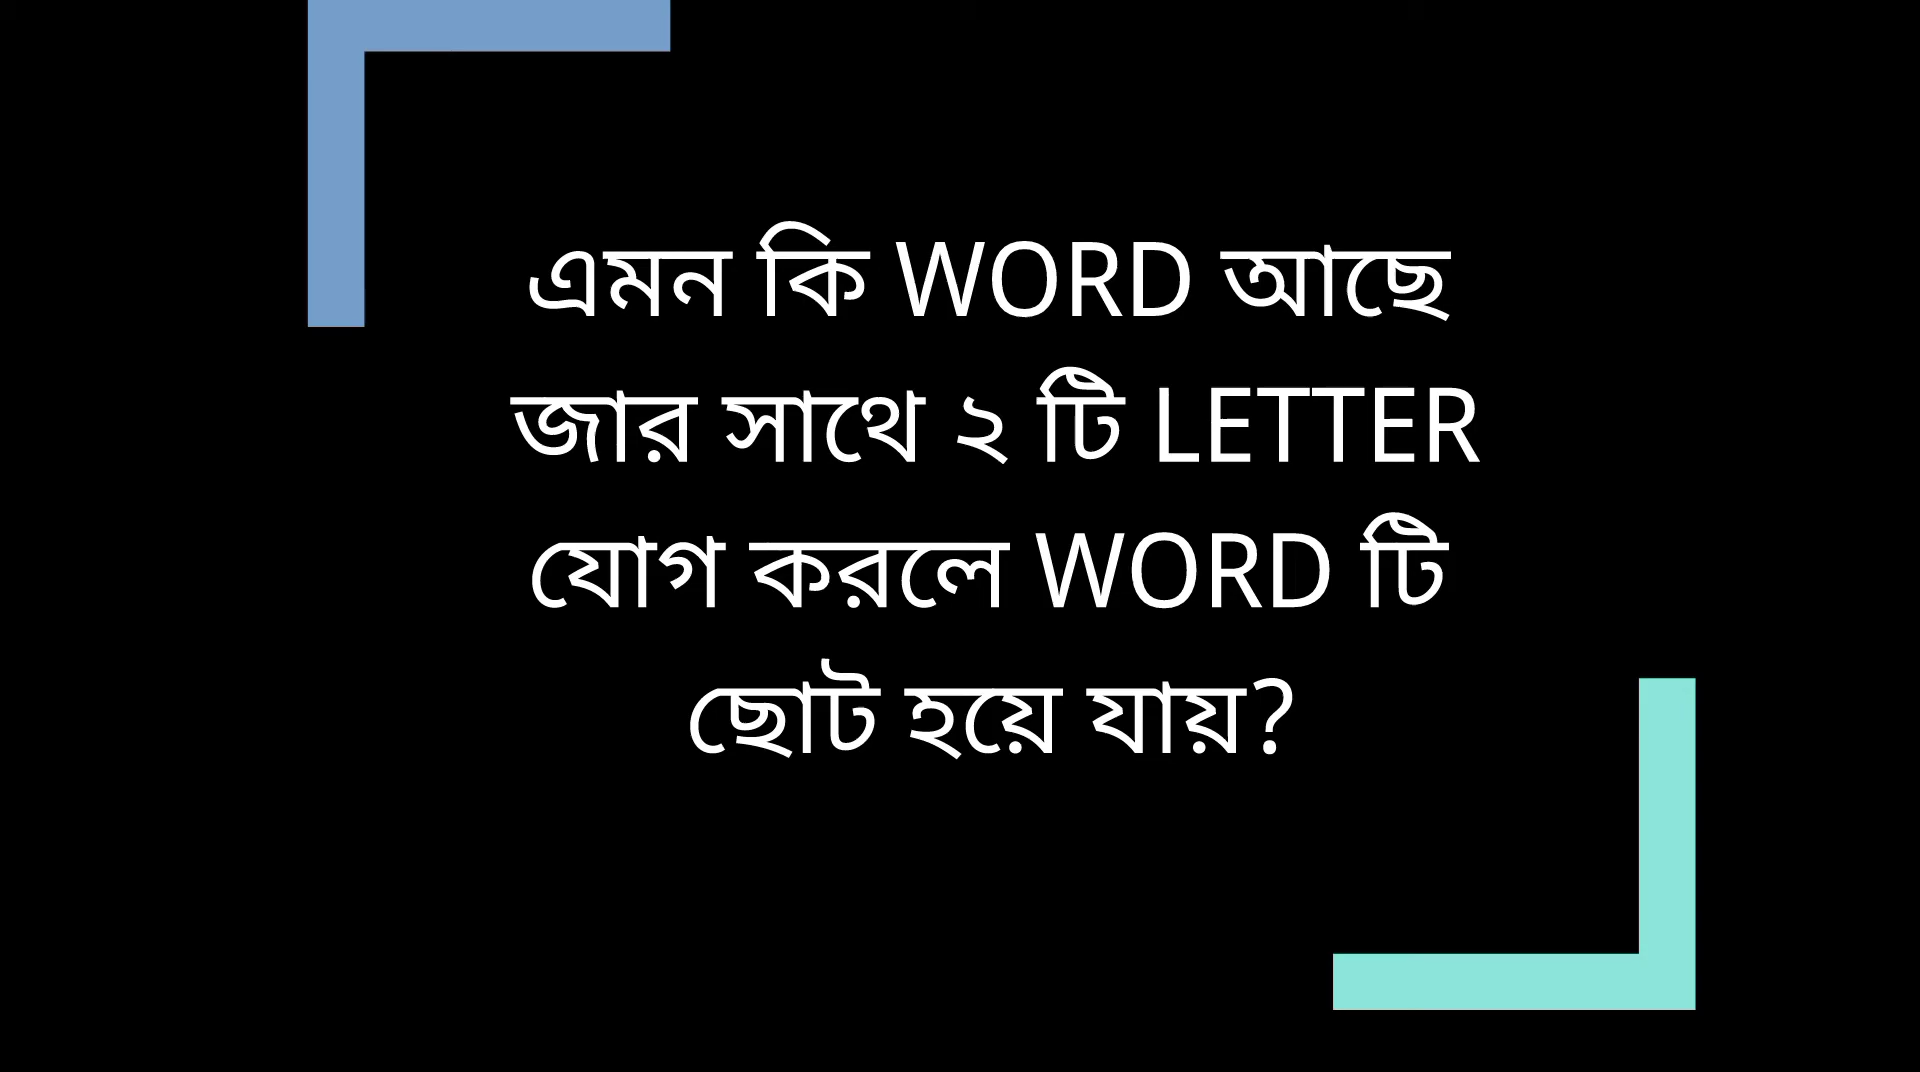 এমন কি WORD আছে
জার সাথে ২ টি LETTER
যোগ করলে WORD টি
ছোট হয়ে যায়?